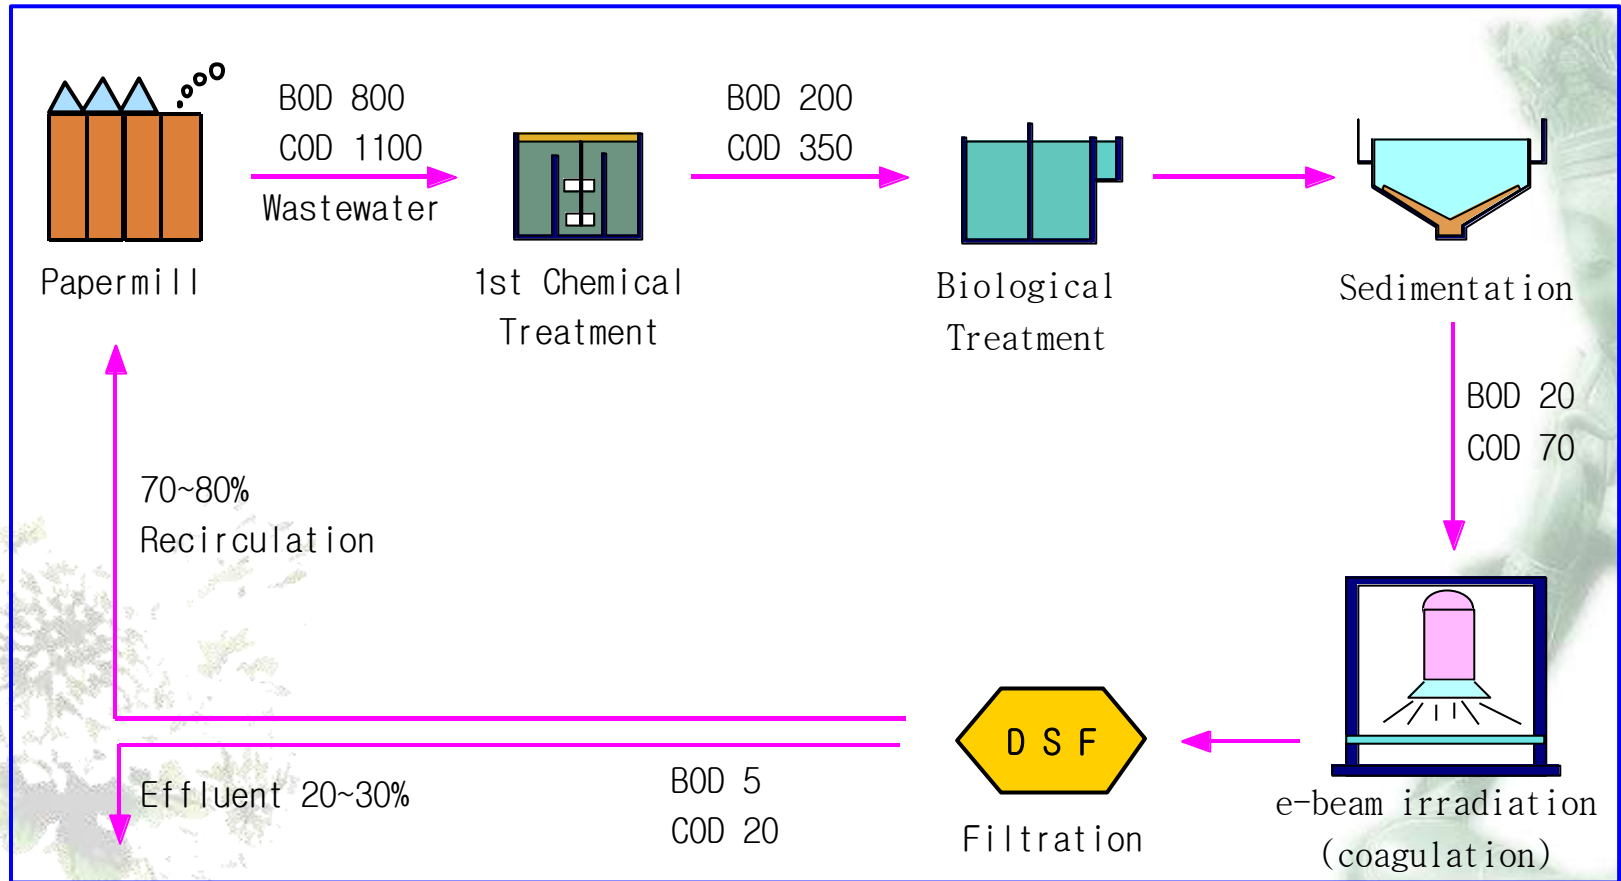 BOD 800
COD 1100
Wastewater
BOD 200
COD 350
Papermill
1st Chemical
Treatment
Biological
Treatment
Sedimentation
BOD 20
COD 70
70~80%
Recirculation
DSF
Effluent 20~30%
BOD 5
COD 20
Filtration
e-beam irradiation
(coagulation)